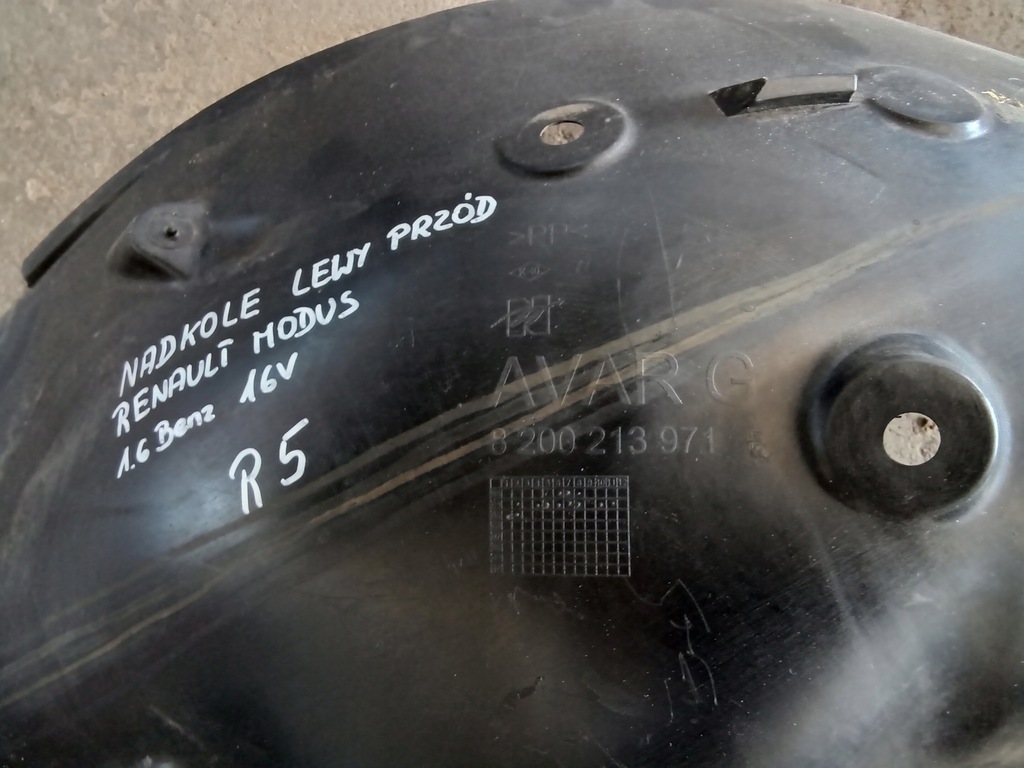 NADKOLE LEWY PRZÓD
RENAULT MODUS
1.6 Benz 16V
R5
>PP<
AVAR G
8 200 213 971